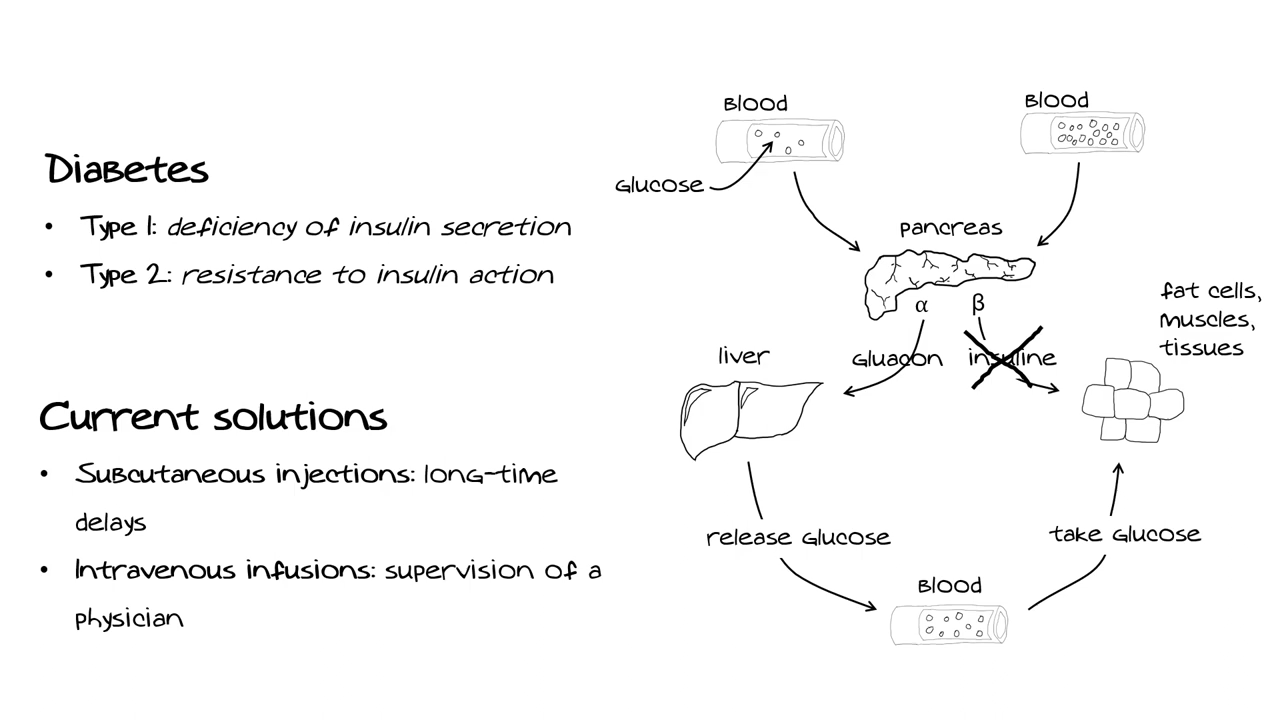 Diabetes
• Type 1: deficiency of insulin secretion
• Type 2: resistance to insulin action
Current solutions
• Subcutaneous injections: long-time
delays
• Intravenous infusions: supervision of a
physician
Blood
Blood
Glucose
pancreas
α
β
fat cells,
muscles,
tissues
liver
Gluagon
insuline
release Glucose
take Glucose
Blood